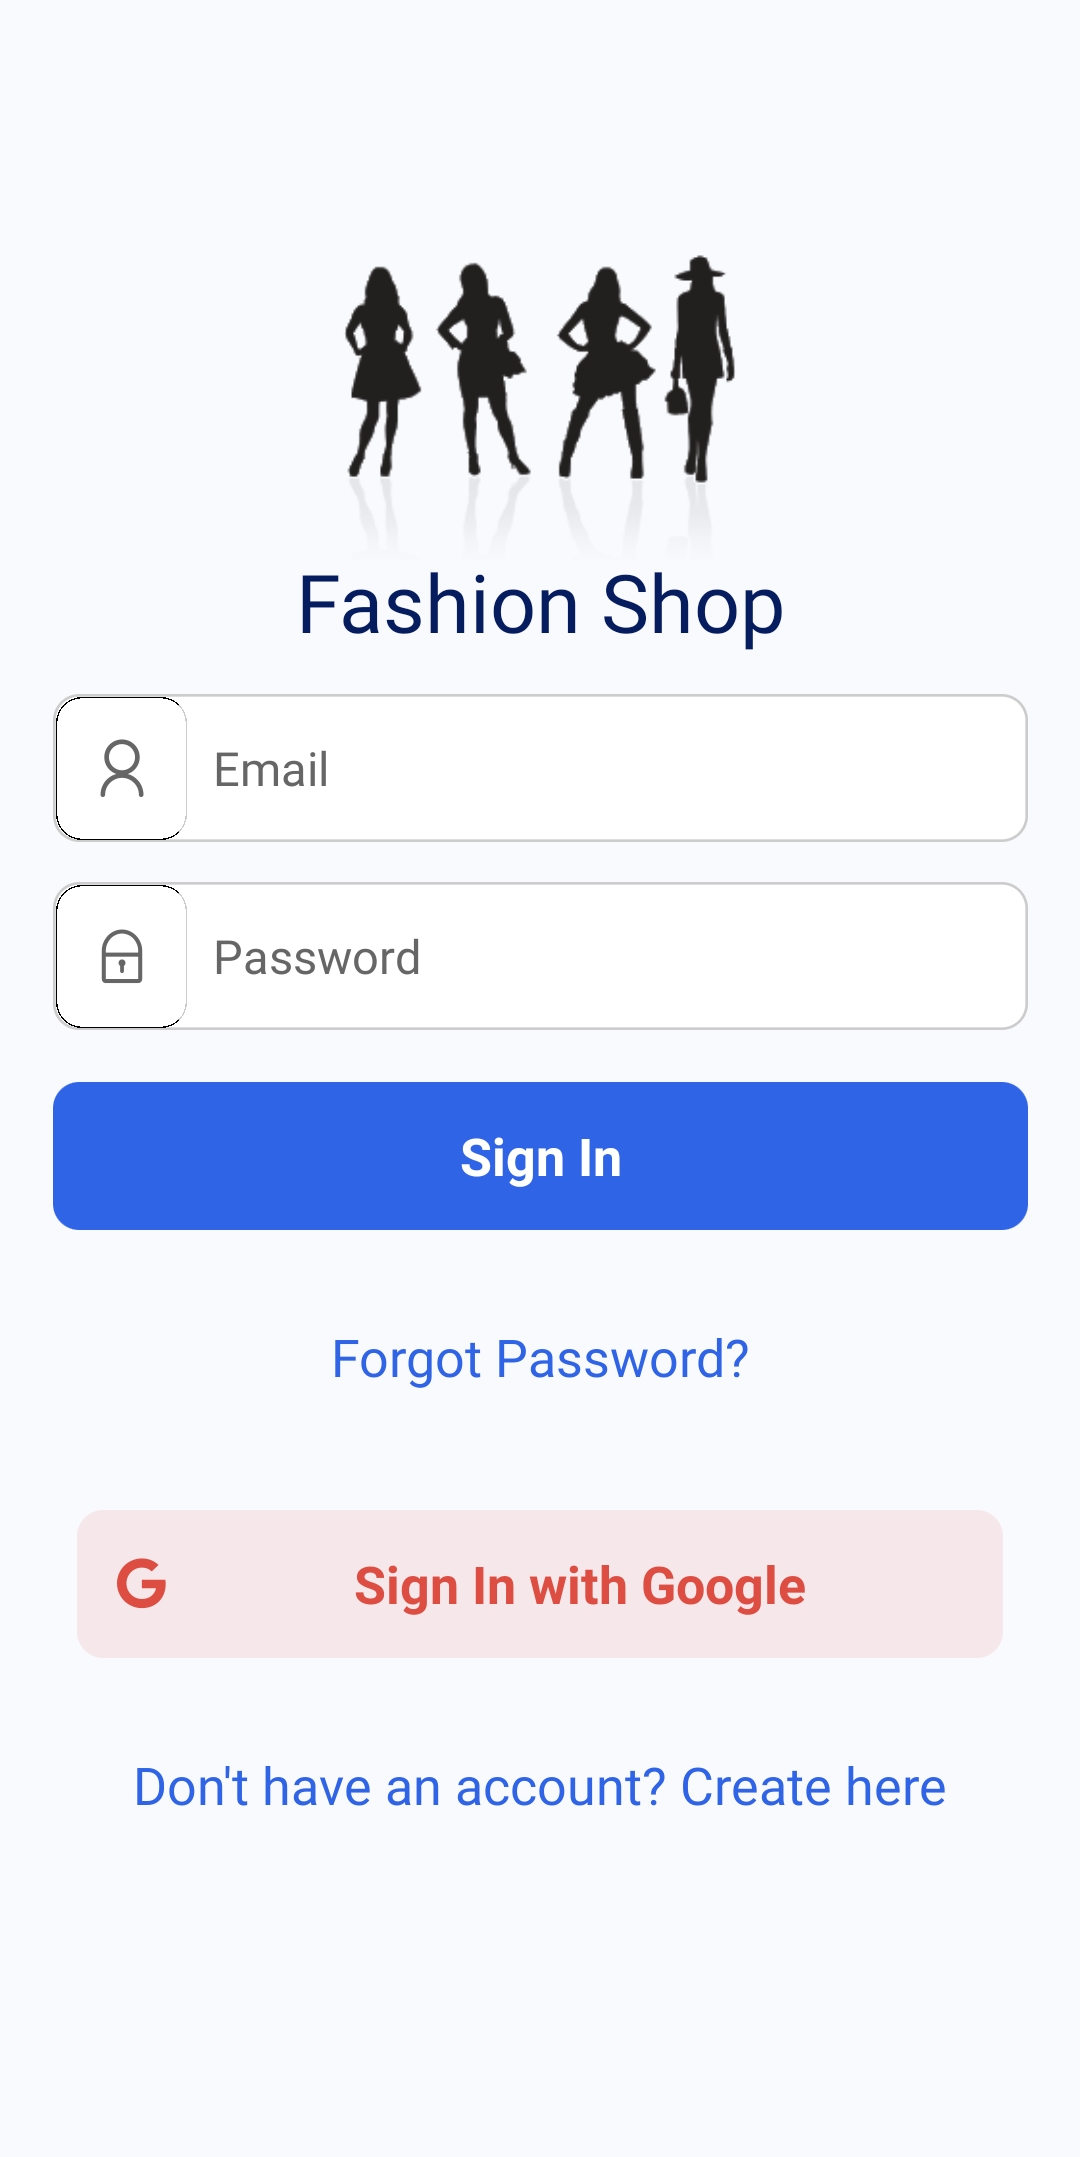 Fashion Shop
Email
Password
Sign In
Forgot Password?
Sign In with Google
Don't have an account? Create here